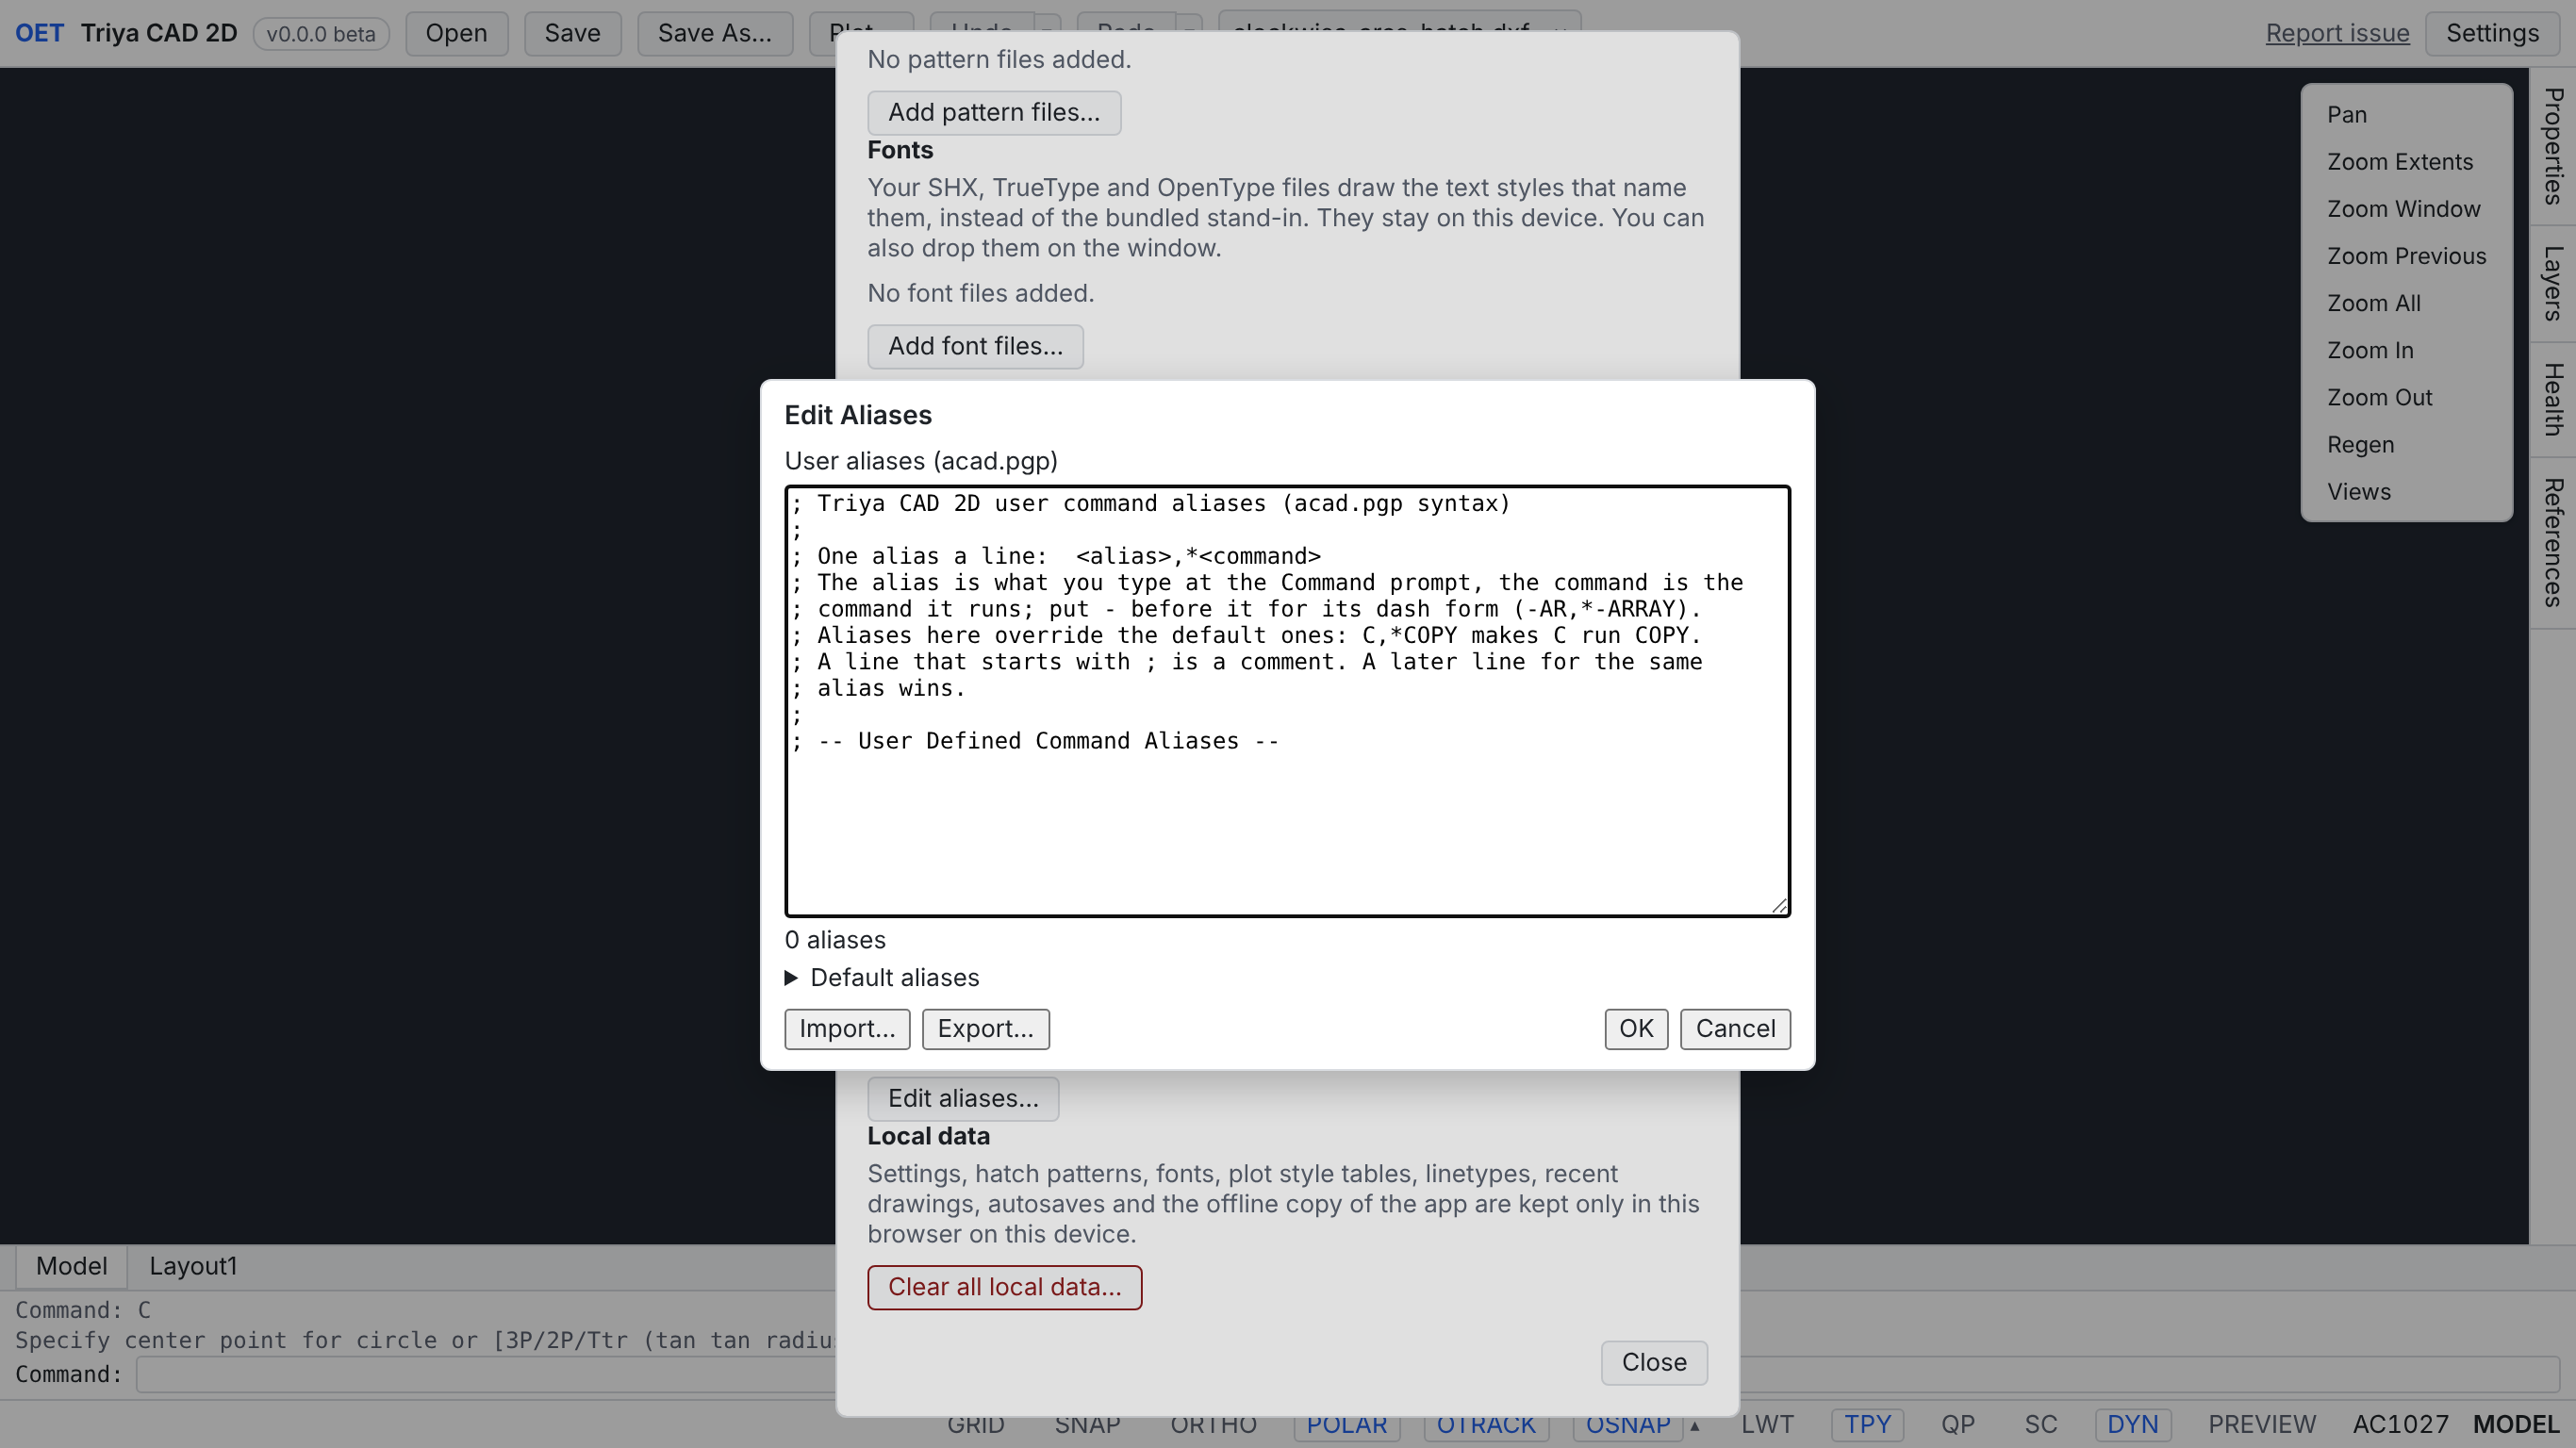 OET Triya CAD 2D v0.0.0 beta Open Save Save As... Plot... Undo Redo clockwise-arcs-hatch.dxf Report issue Settings
No pattern files added.
Add pattern files...
Fonts
Your SHX, TrueType and OpenType files draw the text styles that name
them, instead of the bundled stand-in. They stay on this device. You can
also drop them on the window.
No font files added.
Add font files...
Edit Aliases
User aliases (acad.pgp)
; Triya CAD 2D user command aliases (acad.pgp syntax)
;
; One alias a line:  <alias>,*<command>
; The alias is what you type at the Command prompt, the command is the
; command it runs; put - before it for its dash form (-AR,*-ARRAY).
; Aliases here override the default ones: C,*COPY makes C run COPY.
; A line that starts with ; is a comment. A later line for the same
; alias wins.
;
; -- User Defined Command Aliases --
0 aliases
Default aliases
Import... Export... OK Cancel
Edit aliases...
Local data
Settings, hatch patterns, fonts, plot style tables, linetypes, recent
drawings, autosaves and the offline copy of the app are kept only in this
browser on this device.
Clear all local data...
Close
Pan
Zoom Extents
Zoom Window
Zoom Previous
Zoom All
Zoom In
Zoom Out
Regen
Views
Properties
Layers
Health
References
Model Layout1
Command: C
Specify center point for circle or [3P/2P/Ttr (tan tan
Command:
GRID SNAP ORTHO POLAR OTRACK OSNAP LWT TPY QP SC DYN PREVIEW AC1027 MODEL